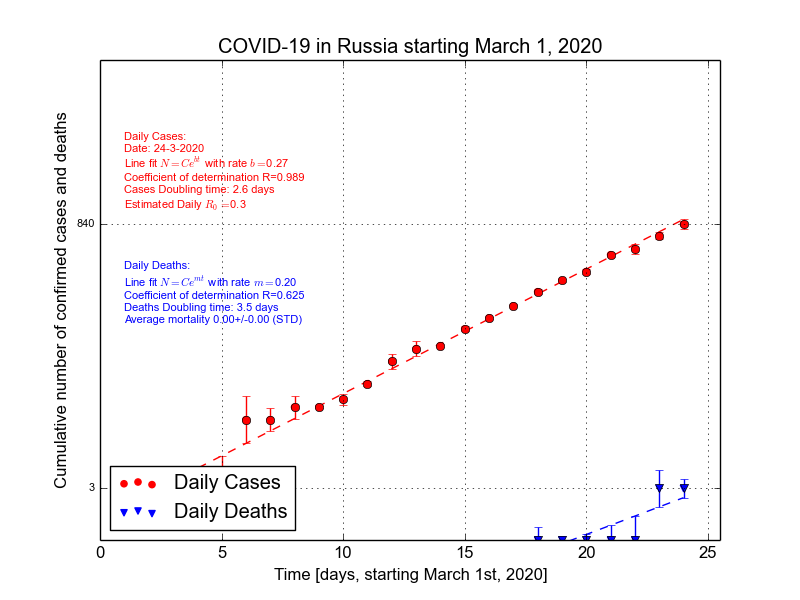 COVID-19 in Russia starting March 1, 2020
Cumulative number of confirmed cases and deaths
Daily Cases:
Date: 24-3-2020
Line fit N = Ce^{bt} with rate b = 0.27
Coefficient of determination R=0.989
Cases Doubling time: 2.6 days
Estimated Daily R_0 = 0.3
840
Daily Deaths:
Line fit N = Ce^{mt} with rate m = 0.20
Coefficient of determination R=0.625
Deaths Doubling time: 3.5 days
Average mortality 0.00+/-0.00 (STD)
Daily Cases
3
Daily Deaths
0 5 10 15 20 25
Time [days, starting March 1st, 2020]